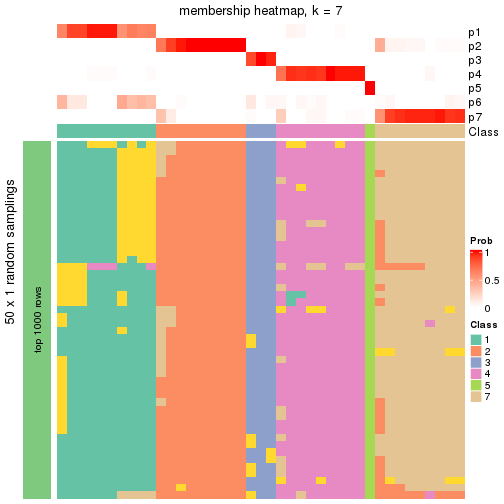 membership heatmap, k = 7
p1
p2
p3
p4
p5
p6
p7
Class
50 x 1 random samplings
top 1000 rows
Prob
1
0.5
0
Class
1
2
3
4
5
7